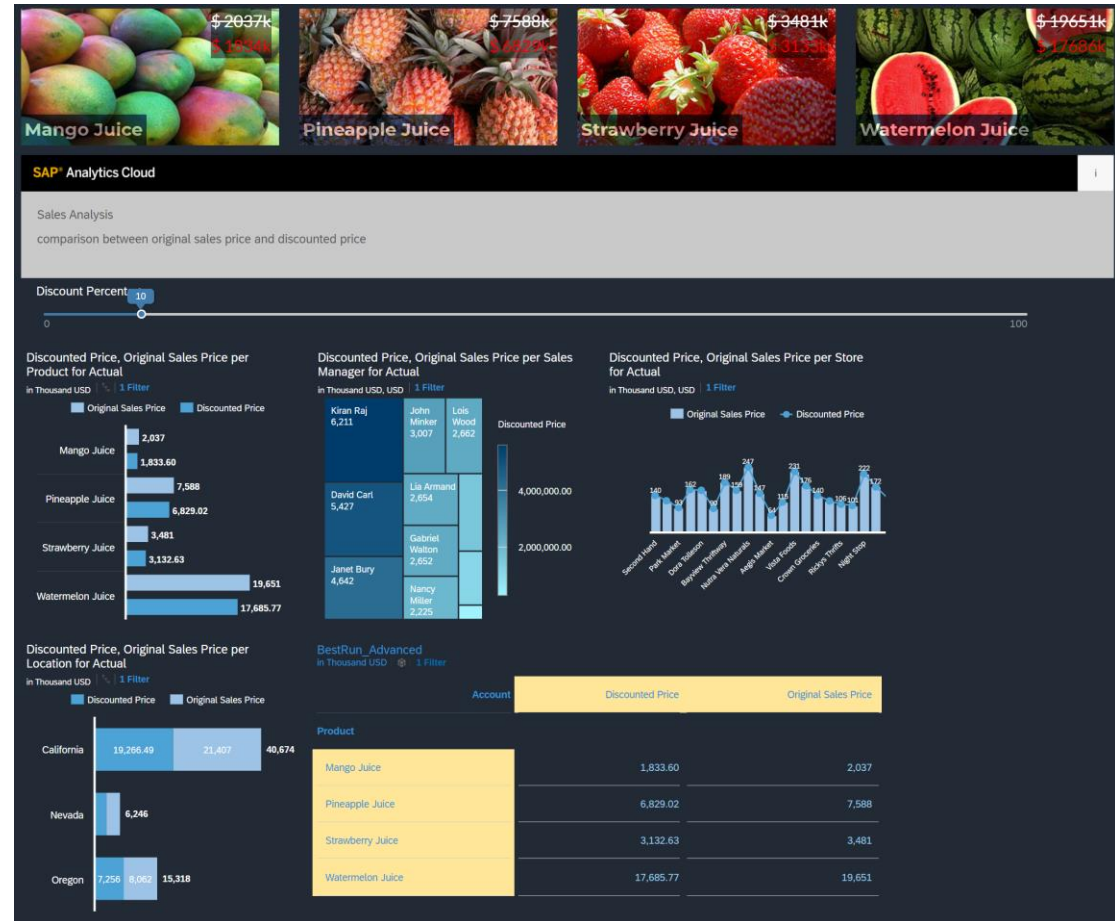 $ 2037k
$ 1834k
Mango Juice
$ 7588k
$ 6829k
Pineapple Juice
$ 3481k
$ 3133k
Strawberry Juice
$ 19651k
$ 17686k
Watermelon Juice
SAP® Analytics Cloud
i
Sales Analysis
comparison between original sales price and discounted price
Discount Percent
10
0
100
Discounted Price, Original Sales Price per
Product for Actual
in Thousand USD
1 Filter
Original Sales Price
Discounted Price
Mango Juice
2,037
1,833.60
Pineapple Juice
7,588
6,829.02
Strawberry Juice
3,481
3,132.63
Watermelon Juice
19,651
17,685.77
Discounted Price, Original Sales Price per Sales
Manager for Actual
in Thousand USD, USD
1 Filter
Kiran Raj
6,211
David Carl
5,427
Janet Bury
4,642
John
Minker
3,007
Lois
Wood
2,662
Lia Armand
2,654
Gabriel
Walton
2,652
Nancy
Miller
2,225
Discounted Price
4,000,000.00
2,000,000.00
Discounted Price, Original Sales Price per Store
for Actual
in Thousand USD, USD
1 Filter
Original Sales Price
Discounted Price
140
93
162
90
189
159
247
147
64
115
231
176
140
106
101
222
172
Second Hand
Park Market
Dora Tolleson
Bayview Thriftway
Nutra Vera Naturals
Aegis Market
Vista Foods
Crown Groceries
Rickys Thrifts
Night Stop
Discounted Price, Original Sales Price per
Location for Actual
in Thousand USD
1 Filter
Discounted Price
Original Sales Price
California
19,266.49
21,407
40,674
Nevada
6,246
Oregon
7,256
8,062
15,318
BestRun_Advanced
in Thousand USD
1 Filter
Account
Discounted Price
Original Sales Price
Product
Mango Juice
1,833.60
2,037
Pineapple Juice
6,829.02
7,588
Strawberry Juice
3,132.63
3,481
Watermelon Juice
17,685.77
19,651